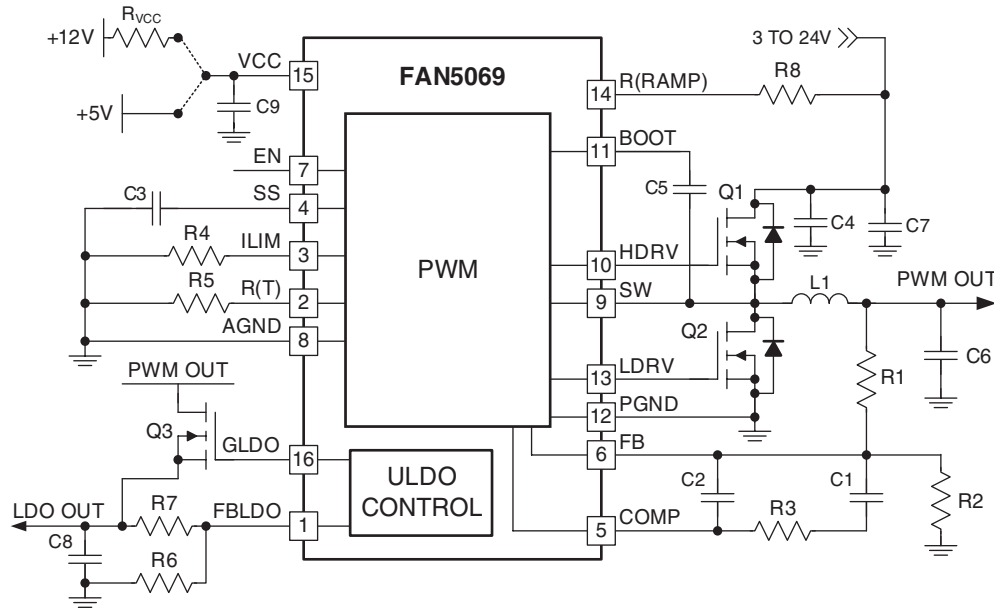 RVCC
+12V
3 TO 24V
VCC
15
FAN5069
14
R(RAMP)
R8
+5V
C9
11
BOOT
EN
7
C3
SS
4
C5
Q1
C4
C7
R4
ILIM
3
PWM
10
HDRV
R5
R(T)
2
9
SW
L1
PWM OUT
AGND
8
Q2
C6
PWM OUT
13
LDRV
R1
Q3
12
PGND
GLDO
16
ULDO
CONTROL
6
FB
C2
C1
LDO OUT
R7
FBLDO
1
5
COMP
R3
R2
C8
R6